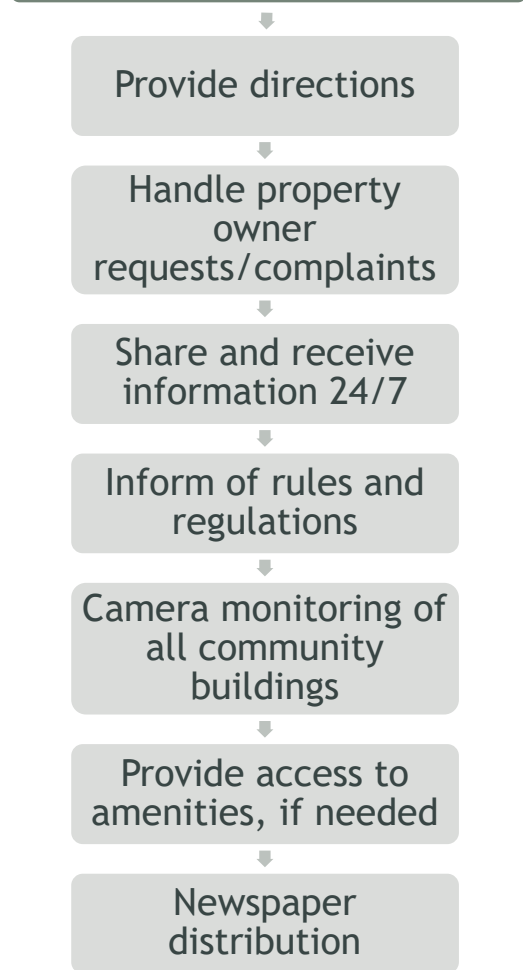 Provide directions
Handle property
owner
requests/complaints
Share and receive
information 24/7
Inform of rules and
regulations
Camera monitoring of
all community
buildings
Provide access to
amenities, if needed
Newspaper
distribution